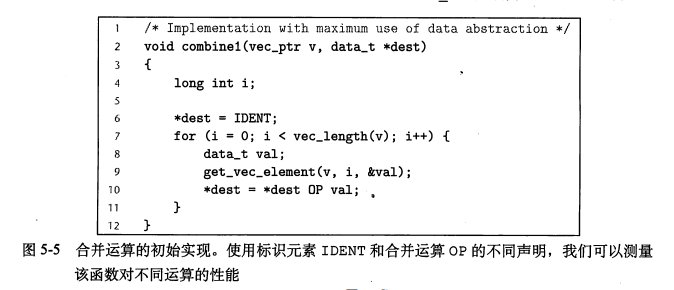 1 /* Implementation with maximum use of data abstraction */
2 void combine1(vec_ptr v, data_t *dest)
3 {
4     long int i;
5
6     *dest = IDENT;
7     for (i = 0; i < vec_length(v); i++) {
8         data_t val;
9         get_vec_element(v, i, &val);
10         *dest = *dest OP val;
11     }
12 }
图 5-5 合并运算的初始实现。使用标识元素 IDENT 和合并运算 OP 的不同声明，我们可以测量
该函数对不同运算的性能